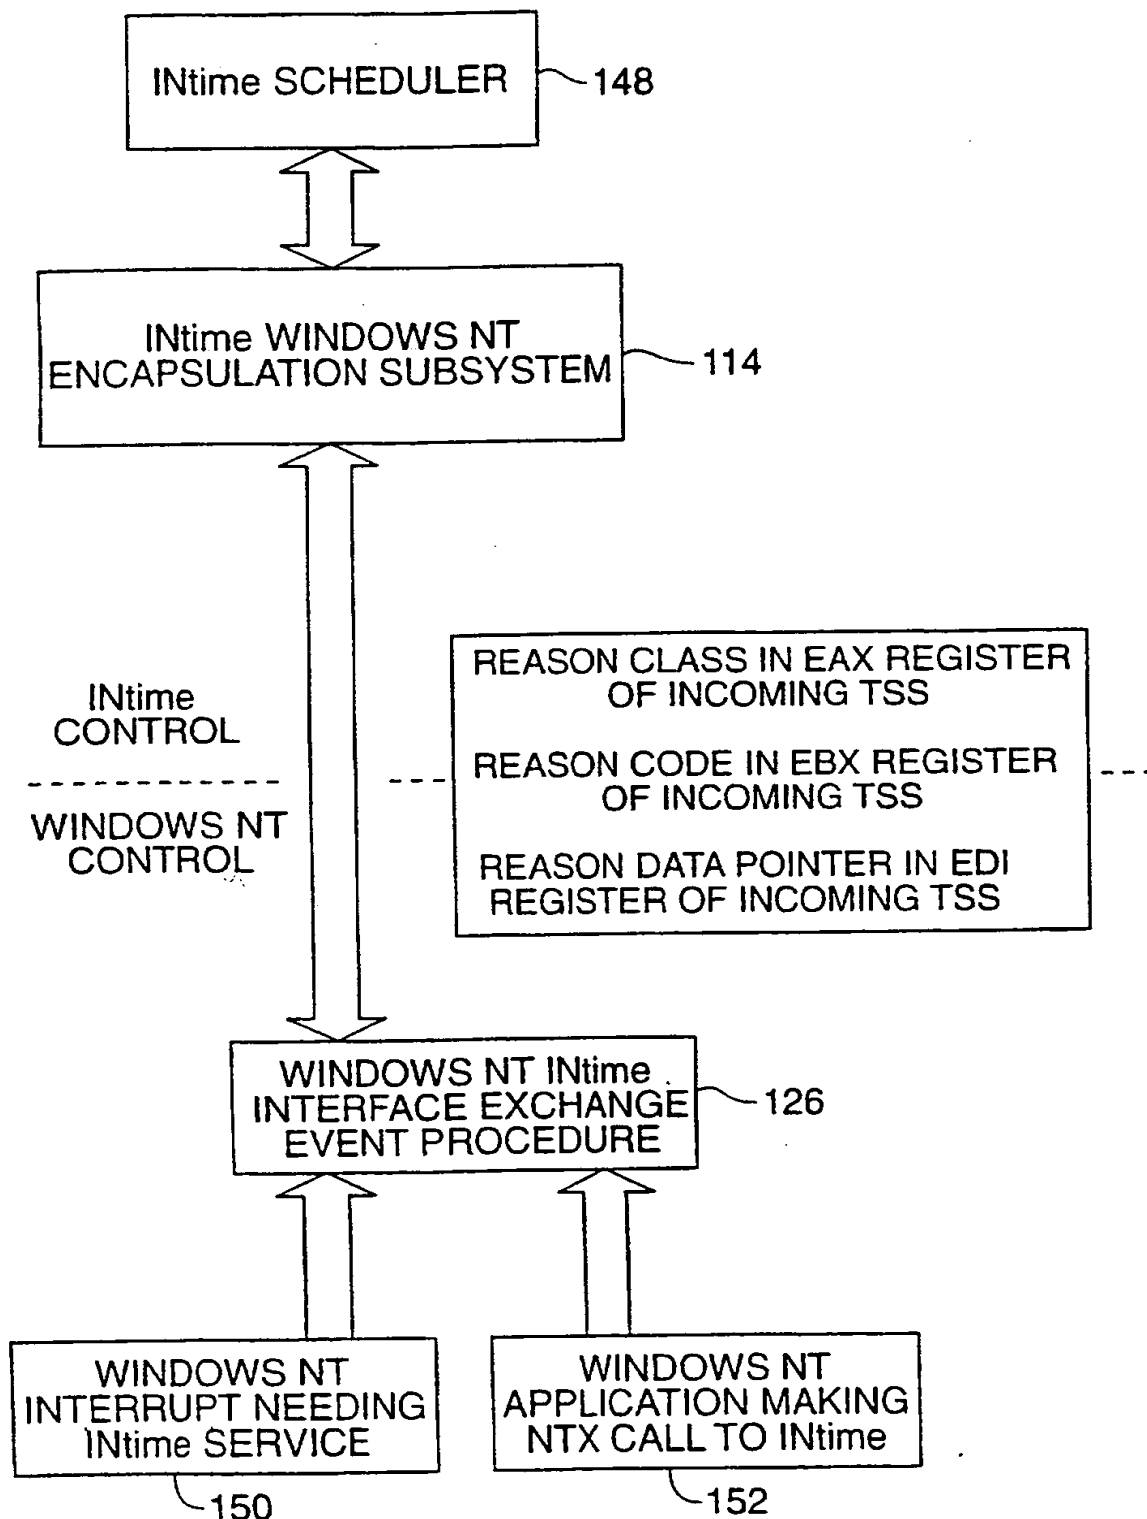 INtime SCHEDULER
148
INtime WINDOWS NT
ENCAPSULATION SUBSYSTEM
114
REASON CLASS IN EAX REGISTER
OF INCOMING TSS
INtime
CONTROL
REASON CODE IN EBX REGISTER
OF INCOMING TSS
WINDOWS NT
CONTROL
REASON DATA POINTER IN EDI
REGISTER OF INCOMING TSS
WINDOWS NT INtime
INTERFACE EXCHANGE
EVENT PROCEDURE
126
WINDOWS NT
INTERRUPT NEEDING
INtime SERVICE
150
WINDOWS NT
APPLICATION MAKING
NTX CALL TO INtime
152